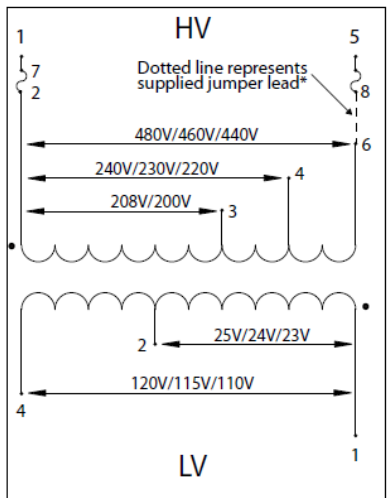 HV
1
5
7
2
Dotted line represents
supplied jumper lead*
8
480V/460V/440V
6
240V/230V/220V
4
208V/200V
3
2
25V/24V/23V
120V/115V/110V
4
1
LV